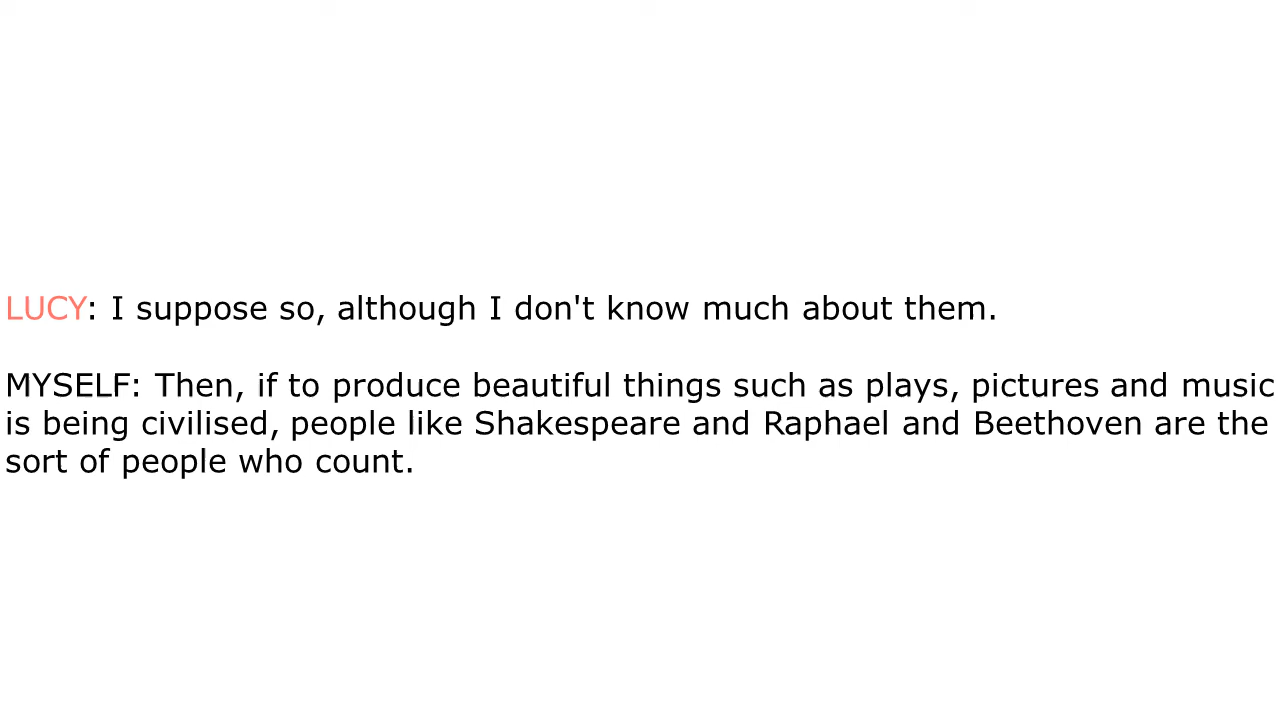 LUCY: I suppose so, although I don't know much about them.
MYSELF: Then, if to produce beautiful things such as plays, pictures and music
is being civilised, people like Shakespeare and Raphael and Beethoven are the
sort of people who count.